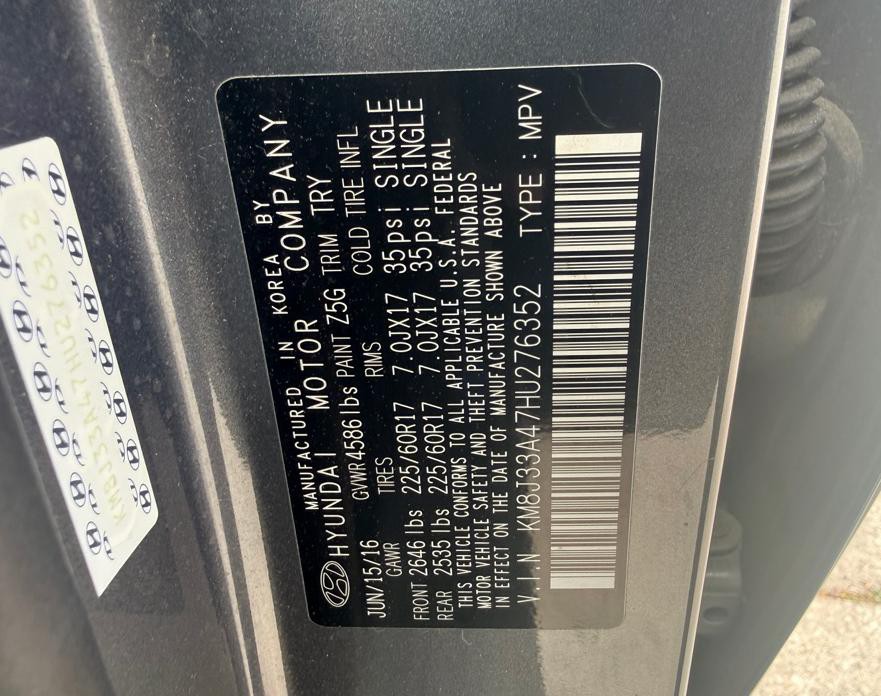 KM8J33A47HU276352
MANUFACTURED IN KOREA BY
HYUNDAI MOTOR COMPANY
JUN/15/16 GVWR4586lbs PAINT Z5G TRIM TRY
GAWR TIRES RIMS COLD TIRE INFL
FRONT 2646 lbs 225/60R17 7.0JX17 35psi SINGLE
REAR 2535 lbs 225/60R17 7.0JX17 35psi SINGLE
THIS VEHICLE CONFORMS TO ALL APPLICABLE U.S.A. FEDERAL
MOTOR VEHICLE SAFETY AND THEFT PREVENTION STANDARDS
IN EFFECT ON THE DATE OF MANUFACTURE SHOWN ABOVE
V.I.N KM8J33A47HU276352 TYPE : MPV